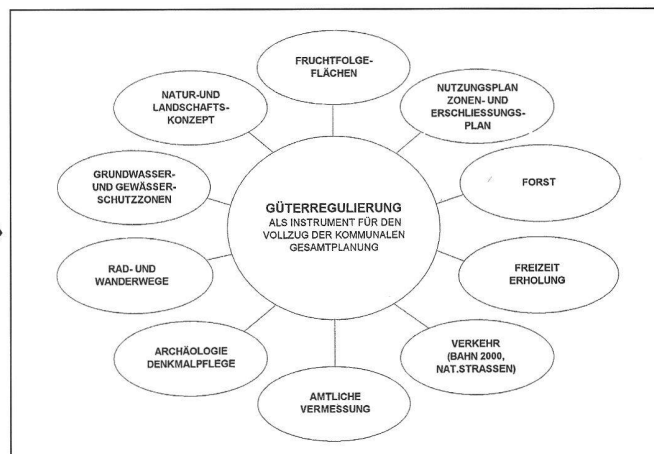 FRUCHTFOLGE-
FLÄCHEN
NUTZUNGSPLAN
ZONEN- UND
ERSCHLIESSUNGS-
PLAN
FORST
FREIZEIT
ERHOLUNG
VERKEHR
(BAHN 2000,
NAT.STRASSEN)
AMTLICHE
VERMESSUNG
ARCHÄOLOGIE
DENKMALPFLEGE
RAD- UND
WANDERWEGE
GRUNDWASSER-
UND GEWÄSSER-
SCHUTZZONEN
NATUR-UND
LANDSCHAFTS-
KONZEPT
GÜTERREGULIERUNG
ALS INSTRUMENT FÜR DEN
VOLLZUG DER KOMMUNALEN
GESAMTPLANUNG